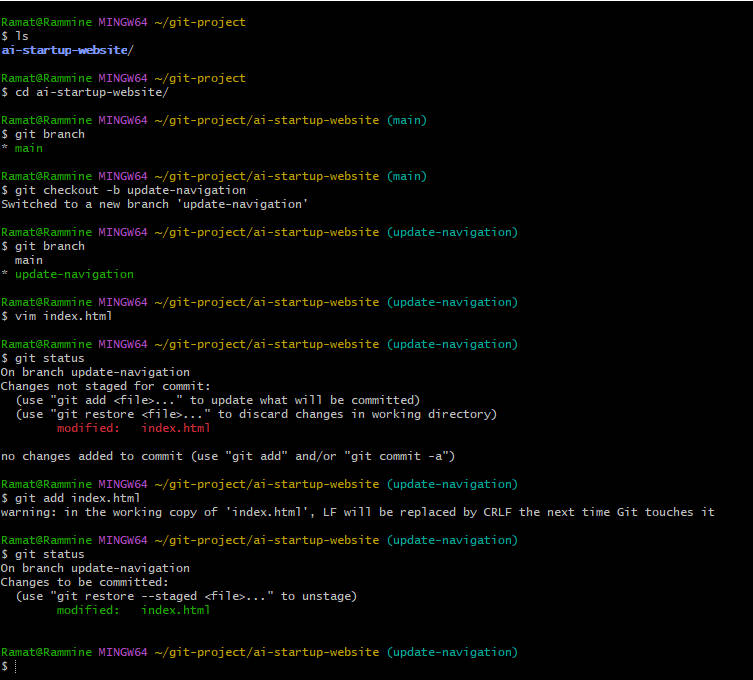 Ramat@Rammine MINGW64 ~/git-project
$ ls
ai-startup-website/
Ramat@Rammine MINGW64 ~/git-project
$ cd ai-startup-website/
Ramat@Rammine MINGW64 ~/git-project/ai-startup-website (main)
$ git branch
* main
Ramat@Rammine MINGW64 ~/git-project/ai-startup-website (main)
$ git checkout -b update-navigation
Switched to a new branch 'update-navigation'
Ramat@Rammine MINGW64 ~/git-project/ai-startup-website (update-navigation)
$ git branch
  main
* update-navigation
Ramat@Rammine MINGW64 ~/git-project/ai-startup-website (update-navigation)
$ vim index.html
Ramat@Rammine MINGW64 ~/git-project/ai-startup-website (update-navigation)
$ git status
On branch update-navigation
Changes not staged for commit:
  (use "git add <file>..." to update what will be committed)
  (use "git restore <file>..." to discard changes in working directory)
        modified:   index.html
no changes added to commit (use "git add" and/or "git commit -a")
Ramat@Rammine MINGW64 ~/git-project/ai-startup-website (update-navigation)
$ git add index.html
warning: in the working copy of 'index.html', LF will be replaced by CRLF the next time Git touches it
Ramat@Rammine MINGW64 ~/git-project/ai-startup-website (update-navigation)
$ git status
On branch update-navigation
Changes to be committed:
  (use "git restore --staged <file>..." to unstage)
        modified:   index.html
Ramat@Rammine MINGW64 ~/git-project/ai-startup-website (update-navigation)
$